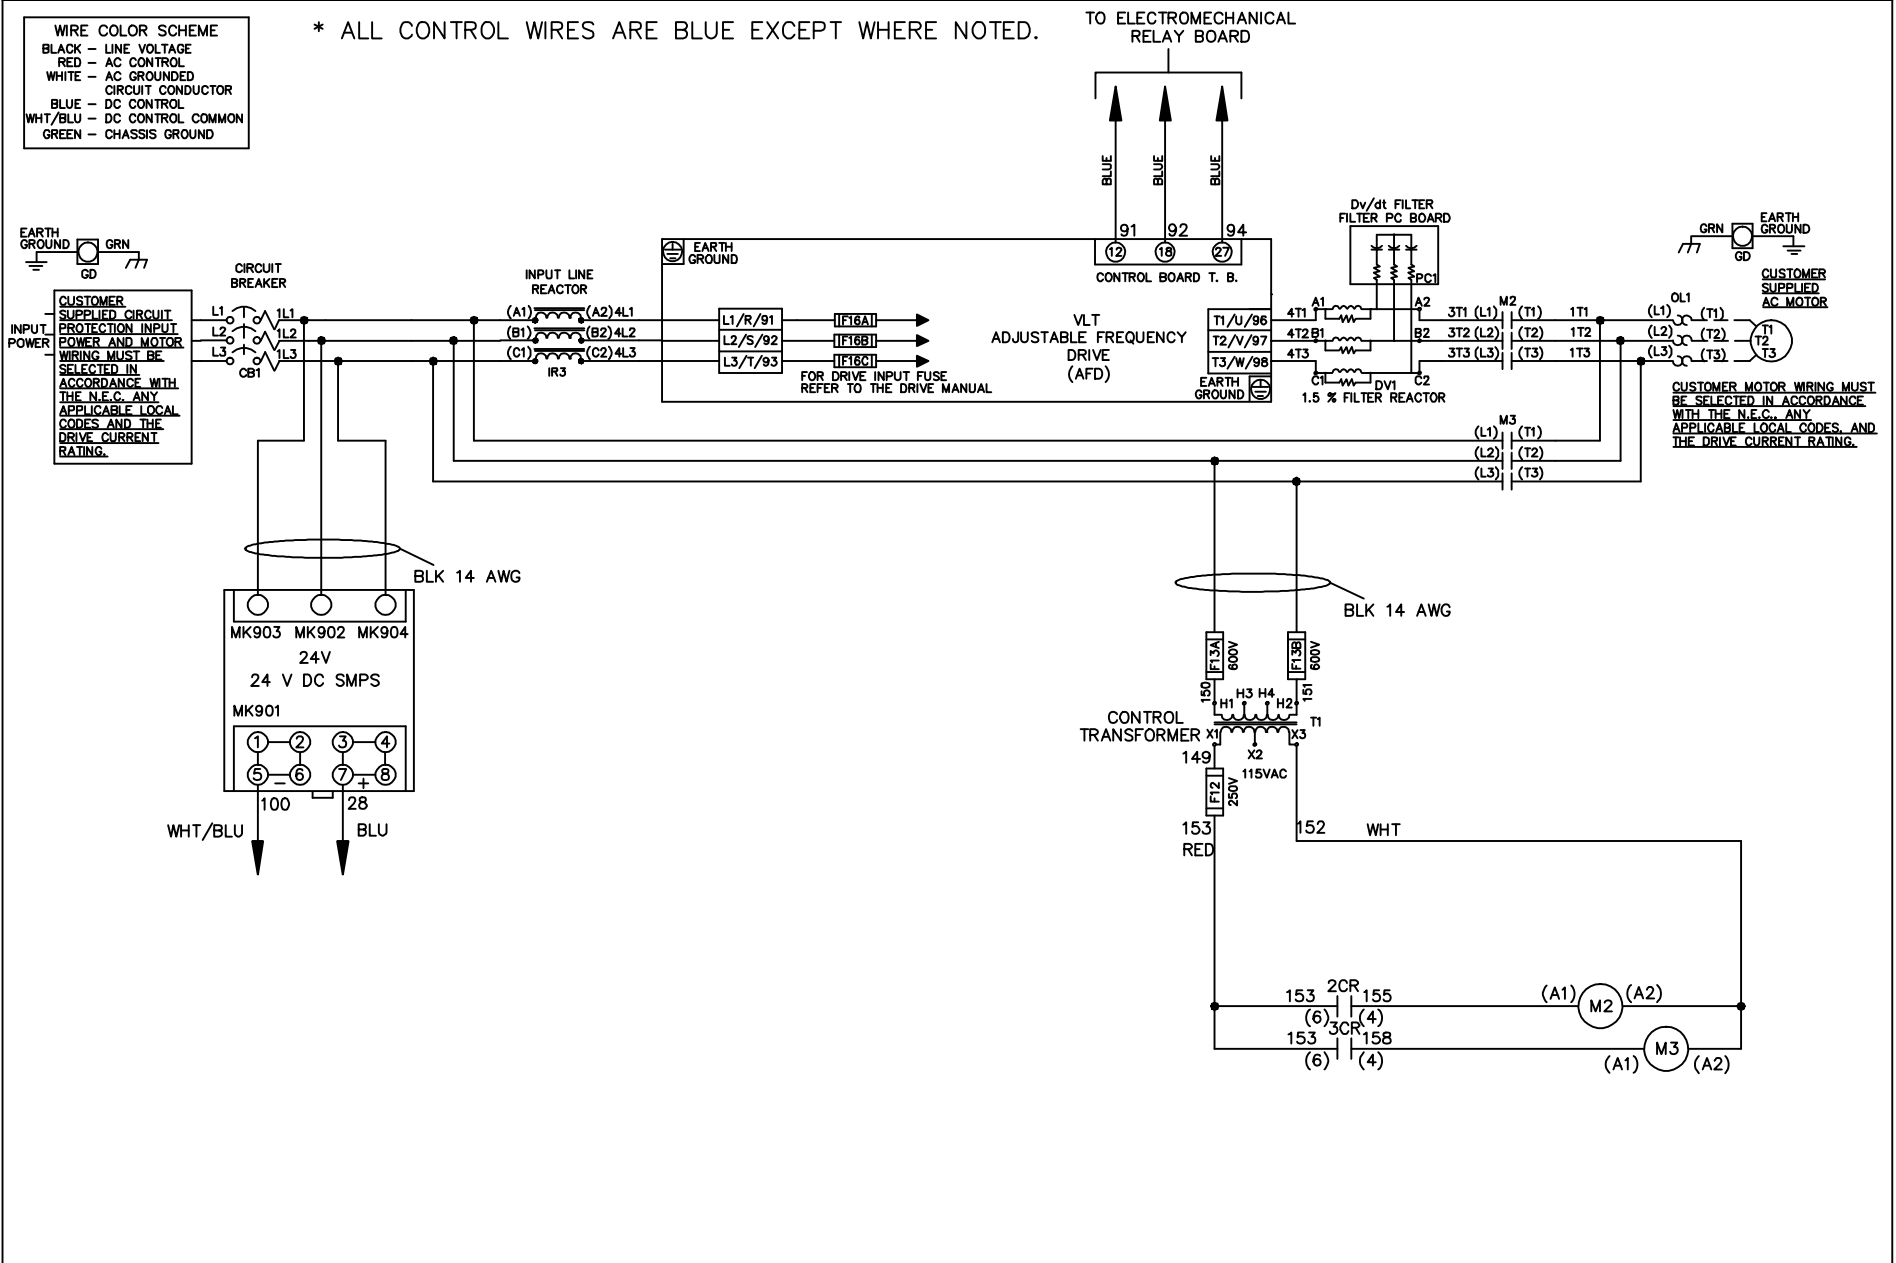 WIRE COLOR SCHEME
BLACK – LINE VOLTAGE
RED – AC CONTROL
WHITE – AC GROUNDED
CIRCUIT CONDUCTOR
BLUE – DC CONTROL
WHT/BLU – DC CONTROL COMMON
GREEN – CHASSIS GROUND
* ALL CONTROL WIRES ARE BLUE EXCEPT WHERE NOTED.
TO ELECTROMECHANICAL
RELAY BOARD
BLUE
BLUE
BLUE
91 92 94
12 18 27
CONTROL BOARD T. B.
EARTH
GROUND
GRN
GD
INPUT
POWER
CUSTOMER
SUPPLIED CIRCUIT
PROTECTION INPUT
POWER AND MOTOR
WIRING MUST BE
SELECTED IN
ACCORDANCE WITH
THE N.E.C. ANY
APPLICABLE LOCAL
CODES AND THE
DRIVE CURRENT
RATING.
CIRCUIT
BREAKER
L1 1L1
L2 1L2
L3 1L3
CB1
INPUT LINE
REACTOR
(A1) (A2) 4L1
(B1) (B2) 4L2
(C1) (C2) 4L3
IR3
EARTH
GROUND
L1/R/91
L2/S/92
L3/T/93
F16A
F16B
F16C
FOR DRIVE INPUT FUSE
REFER TO THE DRIVE MANUAL
VLT
ADJUSTABLE FREQUENCY
DRIVE
(AFD)
T1/U/96
T2/V/97
T3/W/98
EARTH
GROUND
Dv/dt FILTER
FILTER PC BOARD
PC1
4T1 A1 A2
4T2 B1 B2
4T3
C1 DV1 C2
1.5 % FILTER REACTOR
M2
3T1 (L1) (T1) 1T1
3T2 (L2) (T2) 1T2
3T3 (L3) (T3) 1T3
OL1
(L1) (T1)
(L2) (T2)
(L3) (T3)
T1
T2
T3
GRN
EARTH
GROUND
GD
CUSTOMER
SUPPLIED
AC MOTOR
CUSTOMER MOTOR WIRING MUST
BE SELECTED IN ACCORDANCE
WITH THE N.E.C., ANY
APPLICABLE LOCAL CODES, AND
THE DRIVE CURRENT RATING.
M3
(L1) (T1)
(L2) (T2)
(L3) (T3)
BLK 14 AWG
MK903 MK902 MK904
24V
24 V DC SMPS
MK901
1 2 3 4
5 – 6 7 + 8
100 28
WHT/BLU BLU
BLK 14 AWG
F13A
600V
F13B
600V
150
151
H1 H3 H4 H2
T1
CONTROL
TRANSFORMER
X1 X2 X3
149
115VAC
F12
250V
153
RED
152 WHT
2CR
153 155
(6) (4)
(A1) M2 (A2)
3CR
153 158
(6) (4)
(A1) M3 (A2)